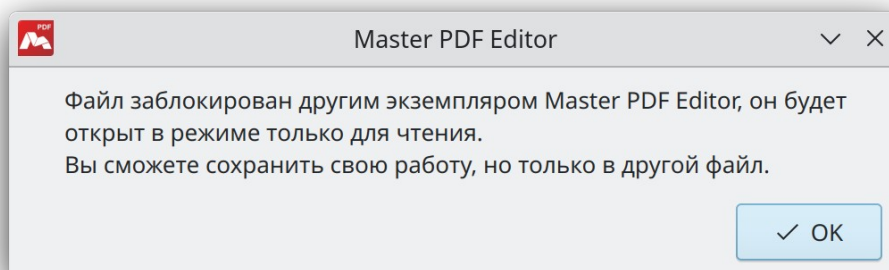 PDF
Master PDF Editor
Файл заблокирован другим экземпляром Master PDF Editor, он будет
открыт в режиме только для чтения.
Вы сможете сохранить свою работу, но только в другой файл.
OK